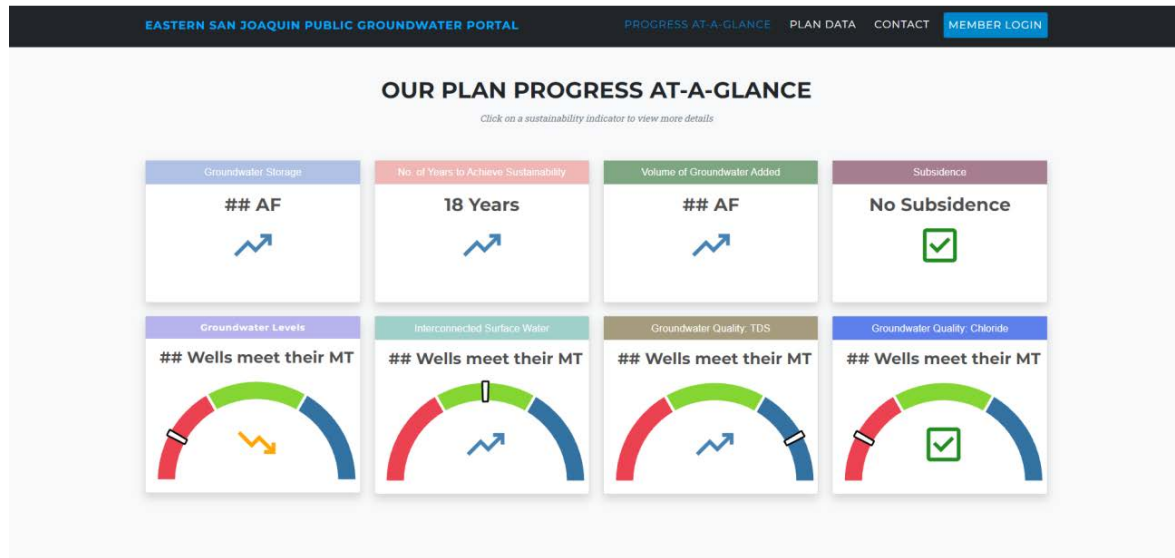 EASTERN SAN JOAQUIN PUBLIC GROUNDWATER PORTAL
PROGRESS AT-A-GLANCE
PLAN DATA
CONTACT
MEMBER LOGIN
OUR PLAN PROGRESS AT-A-GLANCE
Click on a sustainability indicator to view more details
Groundwater Storage
## AF
No. of Years to Achieve Sustainability
18 Years
Volume of Groundwater Added
## AF
Subsidence
No Subsidence
Groundwater Levels
## Wells meet their MT
Interconnected Surface Water
## Wells meet their MT
Groundwater Quality: TDS
## Wells meet their MT
Groundwater Quality: Chloride
## Wells meet their MT